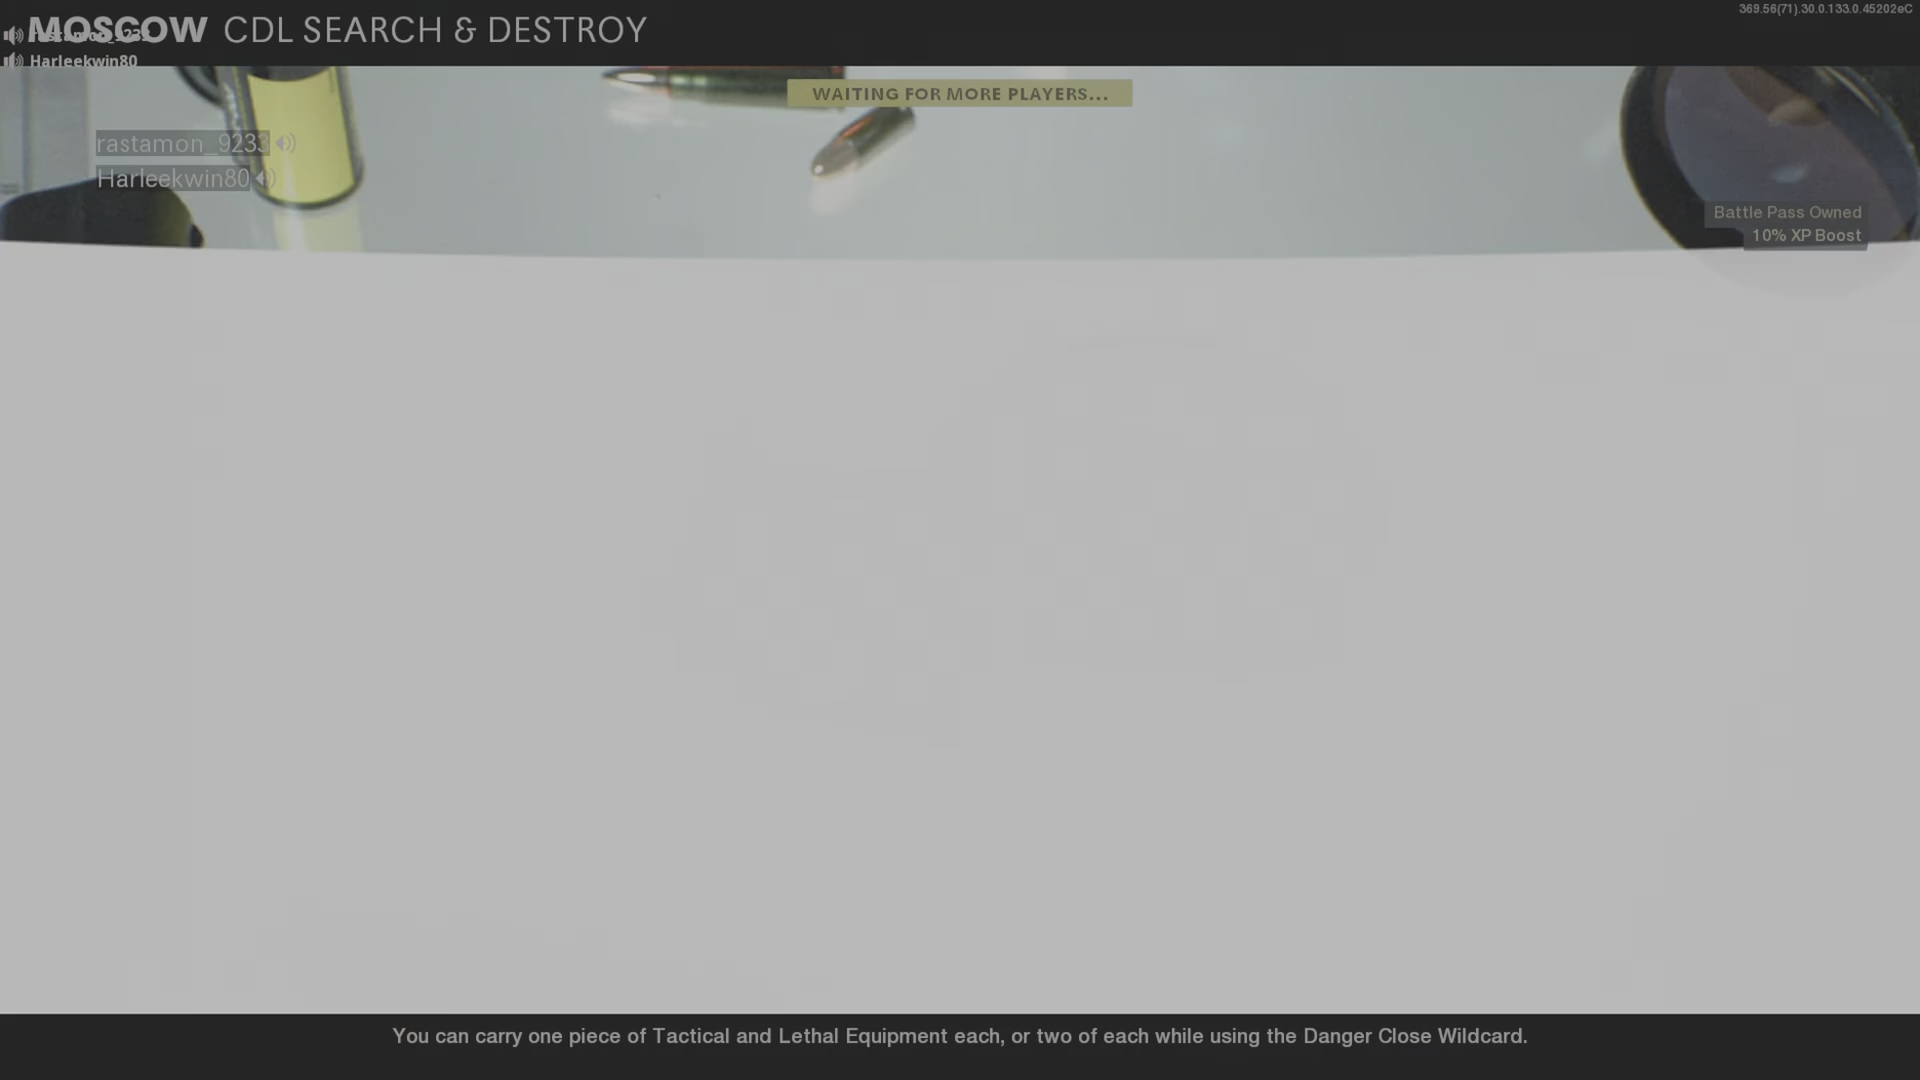 MOSCOW CDL SEARCH & DESTROY
369.56(71).30.0.133.0.45202eC
rastamon_9233
Harleekwin80
WAITING FOR MORE PLAYERS...
rastamon_9233
Harleekwin80
Battle Pass Owned
10% XP Boost
You can carry one piece of Tactical and Lethal Equipment each, or two of each while using the Danger Close Wildcard.